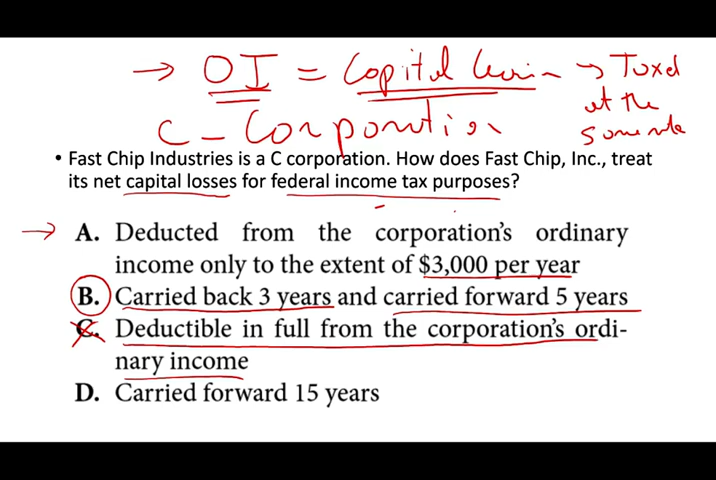 → OI = Capital Gain → Taxed
at the
same rate
C - Corporation
• Fast Chip Industries is a C corporation. How does Fast Chip, Inc., treat
its net capital losses for federal income tax purposes?
→ A. Deducted from the corporation's ordinary
income only to the extent of $3,000 per year
B. Carried back 3 years and carried forward 5 years
C. Deductible in full from the corporation's ordi-
nary income
D. Carried forward 15 years